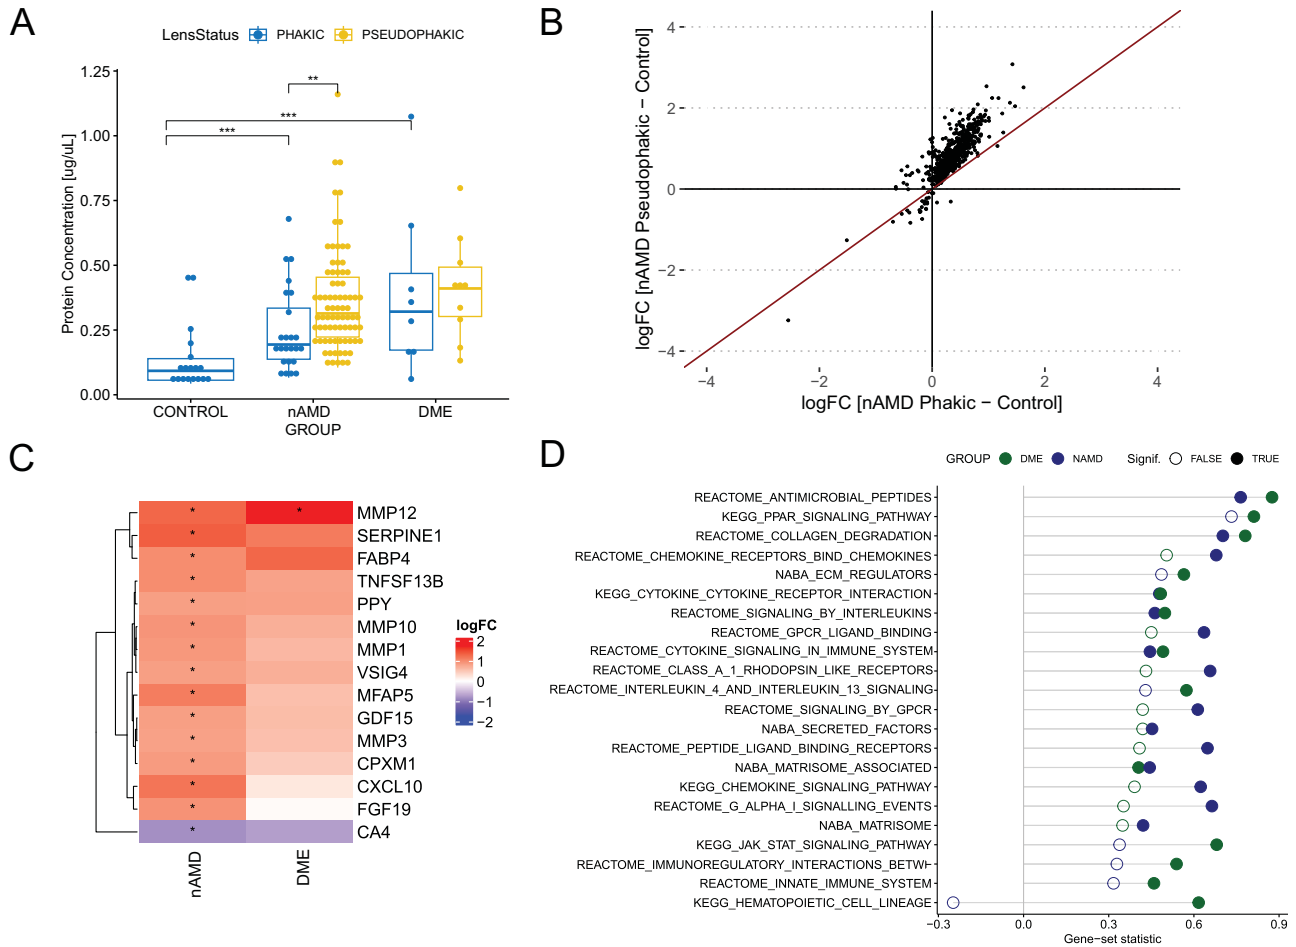 A
LensStatus PHAKIC PSEUDOPHAKIC
Protein Concentration [ug/uL]
1.25
1.00
0.75
0.50
0.25
0.00
**
***
***
CONTROL nAMD DME
GROUP
B
logFC [nAMD Pseudophakic − Control]
4
2
0
−2
−4
−4 −2 0 2 4
logFC [nAMD Phakic − Control]
C
* * MMP12
* SERPINE1
* FABP4
* TNFSF13B
* PPY
* MMP10
* MMP1
* VSIG4
* MFAP5
* GDF15
* MMP3
* CPXM1
* CXCL10
* FGF19
* CA4
nAMD DME
logFC
2
1
0
−1
−2
D
GROUP DME NAMD Signif. FALSE TRUE
REACTOME_ANTIMICROBIAL_PEPTIDES
KEGG_PPAR_SIGNALING_PATHWAY
REACTOME_COLLAGEN_DEGRADATION
REACTOME_CHEMOKINE_RECEPTORS_BIND_CHEMOKINES
NABA_ECM_REGULATORS
KEGG_CYTOKINE_CYTOKINE_RECEPTOR_INTERACTION
REACTOME_SIGNALING_BY_INTERLEUKINS
REACTOME_GPCR_LIGAND_BINDING
REACTOME_CYTOKINE_SIGNALING_IN_IMMUNE_SYSTEM
REACTOME_CLASS_A_1_RHODOPSIN_LIKE_RECEPTORS
REACTOME_INTERLEUKIN_4_AND_INTERLEUKIN_13_SIGNALING
REACTOME_SIGNALING_BY_GPCR
NABA_SECRETED_FACTORS
REACTOME_PEPTIDE_LIGAND_BINDING_RECEPTORS
NABA_MATRISOME_ASSOCIATED
KEGG_CHEMOKINE_SIGNALING_PATHWAY
REACTOME_G_ALPHA_I_SIGNALLING_EVENTS
NABA_MATRISOME
KEGG_JAK_STAT_SIGNALING_PATHWAY
REACTOME_IMMUNOREGULATORY_INTERACTIONS_BETW
REACTOME_INNATE_IMMUNE_SYSTEM
KEGG_HEMATOPOIETIC_CELL_LINEAGE
−0.3 0.0 0.3 0.6 0.9
Gene−set statistic